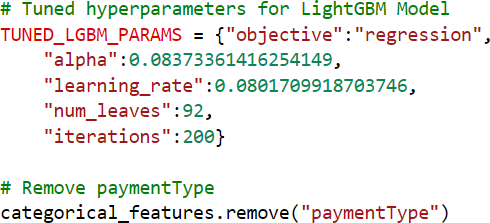 # Tuned hyperparameters for LightGBM Model
TUNED_LGBM_PARAMS = {"objective":"regression",
    "alpha":0.08373361416254149,
    "learning_rate":0.0801709918703746,
    "num_leaves":92,
    "iterations":200}

# Remove paymentType
categorical_features.remove("paymentType")